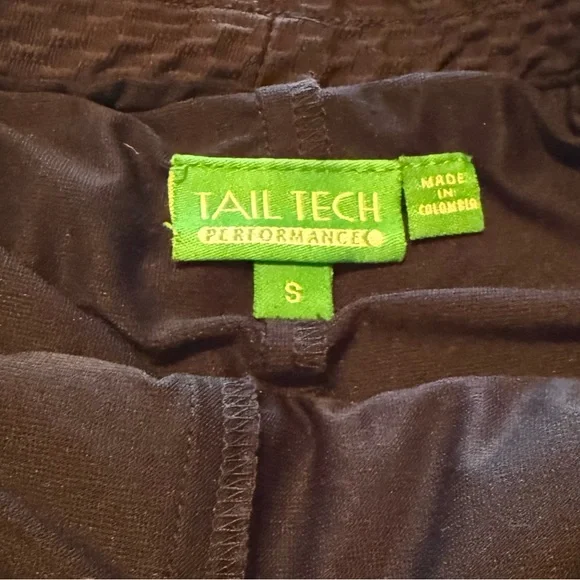 TAIL TECH
PERFORMANCE
MADE
IN
COLOMBIA
S